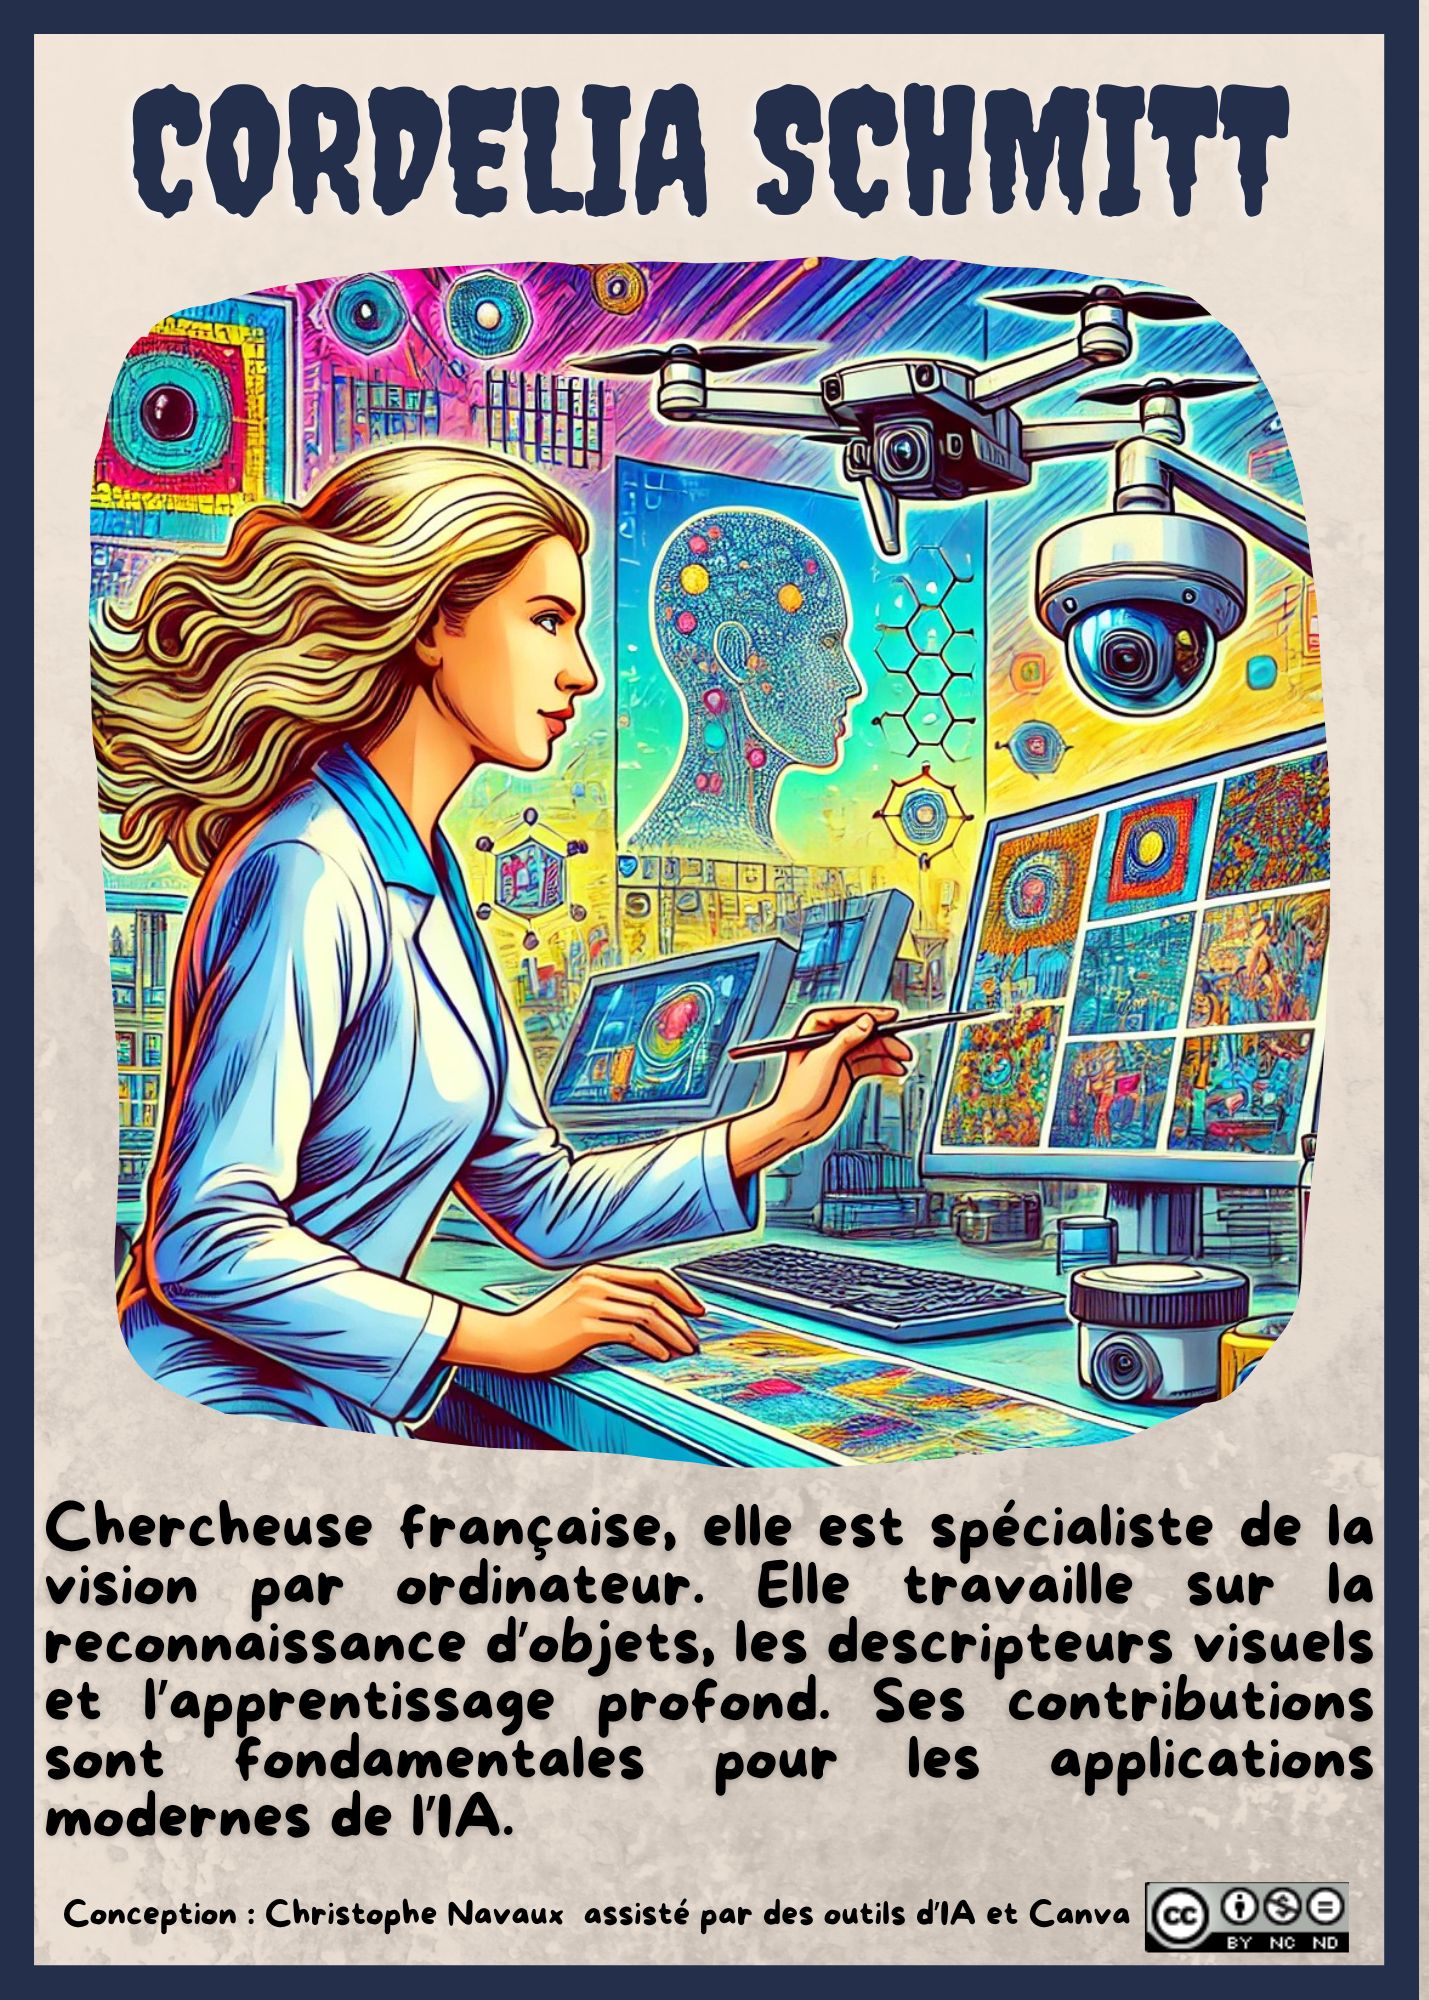 CORDELIA SCHMITT
Chercheuse française, elle est spécialiste de la
vision par ordinateur. Elle travaille sur la
reconnaissance d'objets, les descripteurs visuels
et l'apprentissage profond. Ses contributions
sont fondamentales pour les applications
modernes de l'IA.
Conception : Christophe Navaux assisté par des outils d'IA et Canva
cc BY NC ND